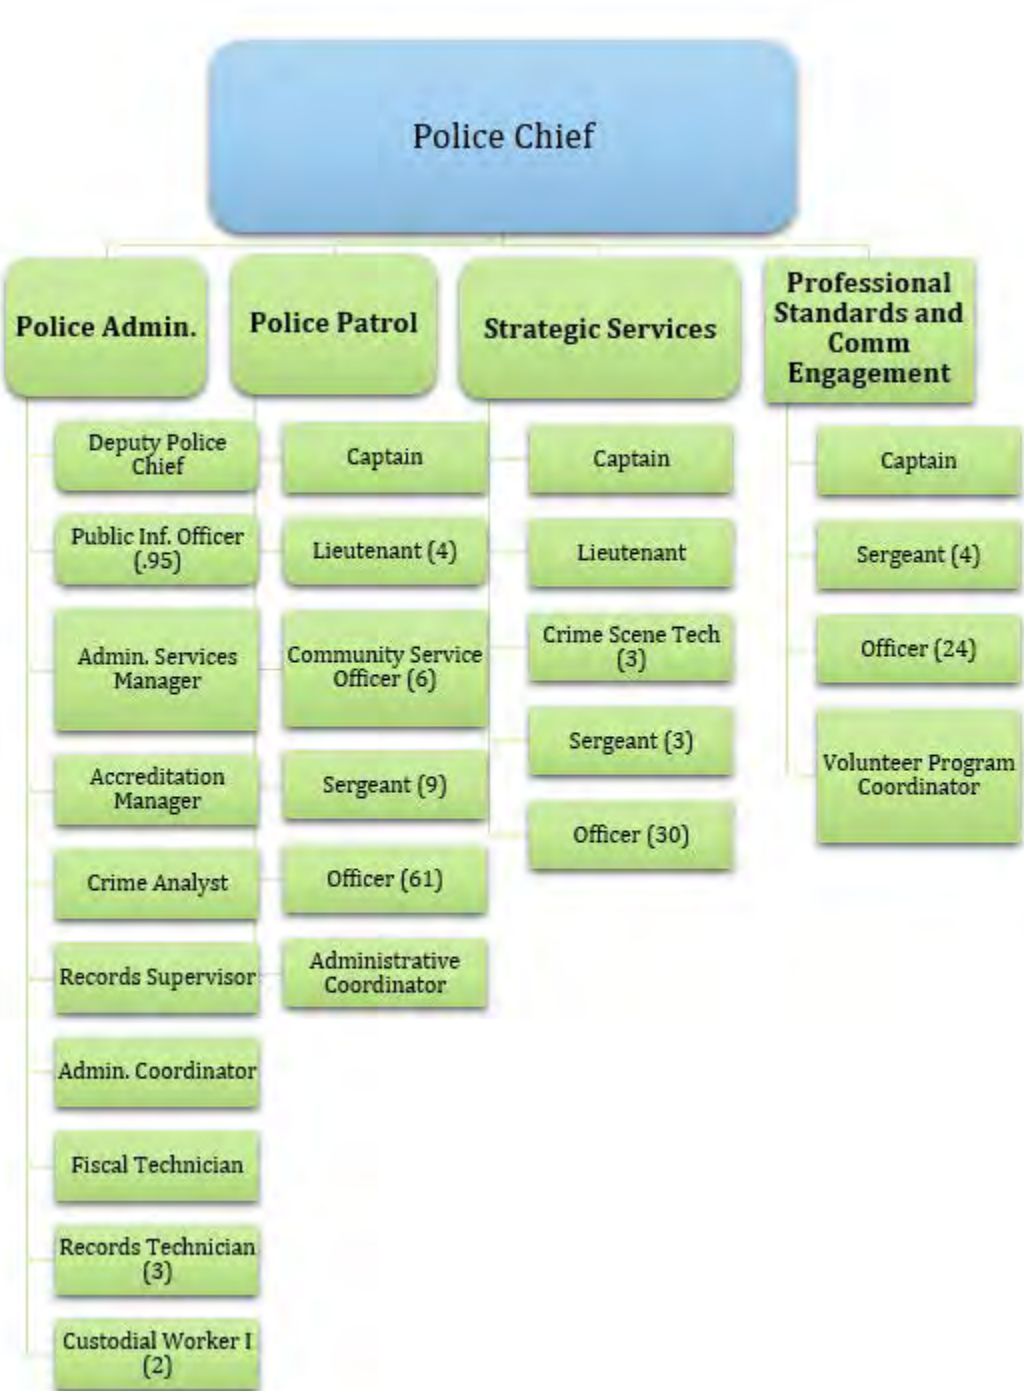 Police Chief
Police Admin.
Deputy Police
Chief
Public Inf. Officer
(.95)
Admin. Services
Manager
Accreditation
Manager
Crime Analyst
Records Supervisor
Admin. Coordinator
Fiscal Technician
Records Technician
(3)
Custodial Worker I
(2)
Police Patrol
Captain
Lieutenant (4)
Community Service
Officer (6)
Sergeant (9)
Officer (61)
Administrative
Coordinator
Strategic Services
Captain
Lieutenant
Crime Scene Tech
(3)
Sergeant (3)
Officer (30)
Professional
Standards and
Comm
Engagement
Captain
Sergeant (4)
Officer (24)
Volunteer Program
Coordinator